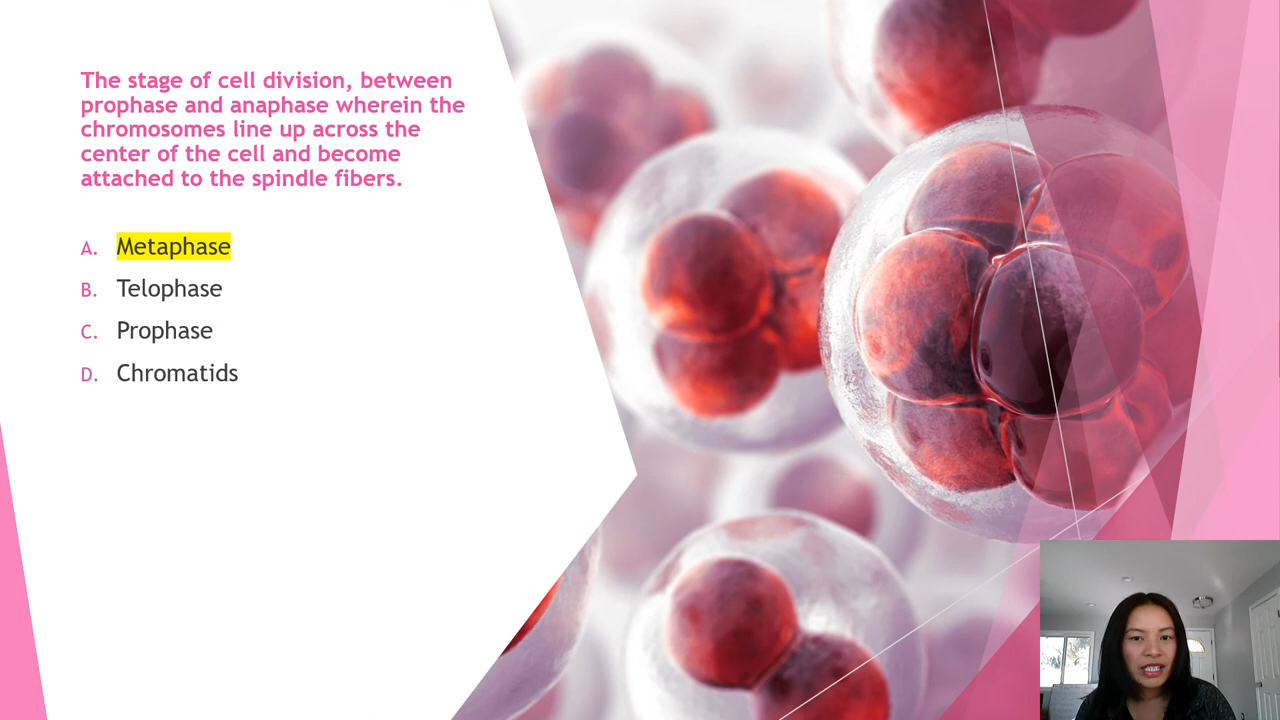 The stage of cell division, between
prophase and anaphase wherein the
chromosomes line up across the
center of the cell and become
attached to the spindle fibers.
A. Metaphase
B. Telophase
C. Prophase
D. Chromatids